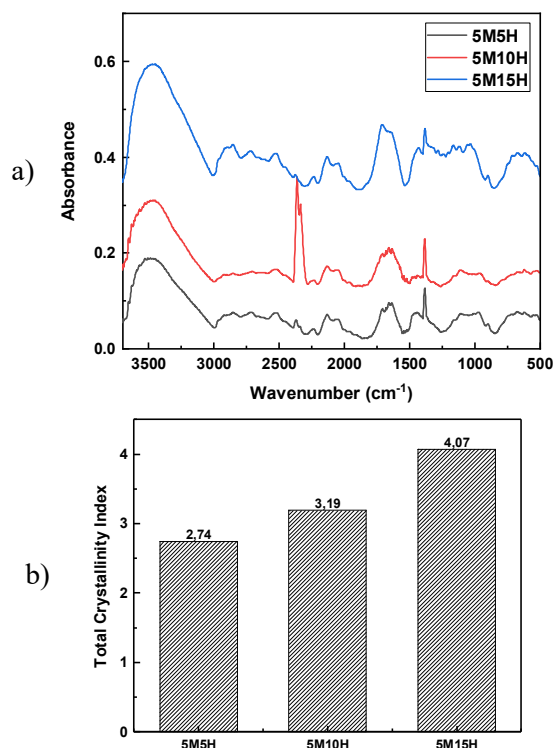 a)
Absorbance
0.6
0.4
0.2
0.0
5M5H
5M10H
5M15H
3500 3000 2500 2000 1500 1000 500
Wavenumber (cm⁻¹)
b)
Total Crystallinity Index
4
3
2
1
0
2,74
3,19
4,07
5M5H 5M10H 5M15H